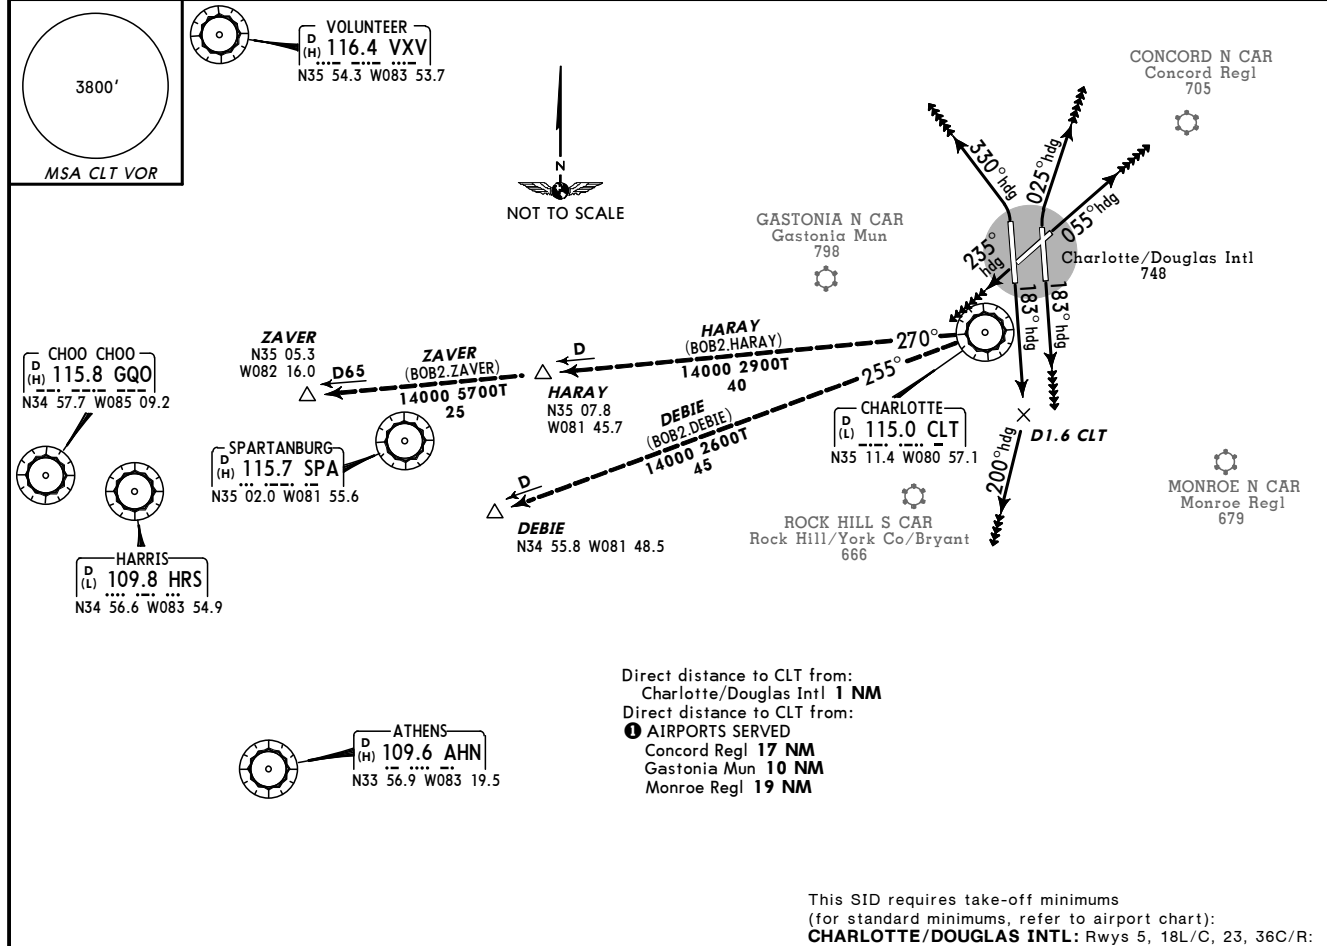 3800'
MSA CLT VOR
VOLUNTEER
D
(H) 116.4 VXV
N35 54.3 W083 53.7
N
NOT TO SCALE
CONCORD N CAR
Concord Regl
705
330° hdg
025° hdg
055° hdg
GASTONIA N CAR
Gastonia Mun
798
235° hdg
Charlotte/Douglas Intl
748
183° hdg
183° hdg
ZAVER
N35 05.3
W082 16.0
D65
ZAVER
(BOB2.ZAVER)
14000 5700T
25
D
HARAY
N35 07.8
W081 45.7
HARAY
(BOB2.HARAY)
14000 2900T
40
270°
255°
DEBIE
(BOB2.DEBIE)
14000 2600T
45
D
DEBIE
N34 55.8 W081 48.5
CHOO CHOO
D
(H) 115.8 GQO
N34 57.7 W085 09.2
SPARTANBURG
D
(H) 115.7 SPA
N35 02.0 W081 55.6
CHARLOTTE
D
(L) 115.0 CLT
N35 11.4 W080 57.1
D1.6 CLT
200° hdg
MONROE N CAR
Monroe Regl
679
ROCK HILL S CAR
Rock Hill/York Co/Bryant
666
HARRIS
D
(L) 109.8 HRS
N34 56.6 W083 54.9
ATHENS
D
(H) 109.6 AHN
N33 56.9 W083 19.5
Direct distance to CLT from:
Charlotte/Douglas Intl 1 NM
Direct distance to CLT from:
❶ AIRPORTS SERVED
Concord Regl 17 NM
Gastonia Mun 10 NM
Monroe Regl 19 NM
This SID requires take-off minimums
(for standard minimums, refer to airport chart):
CHARLOTTE/DOUGLAS INTL: Rwys 5, 18L/C, 23, 36C/R: